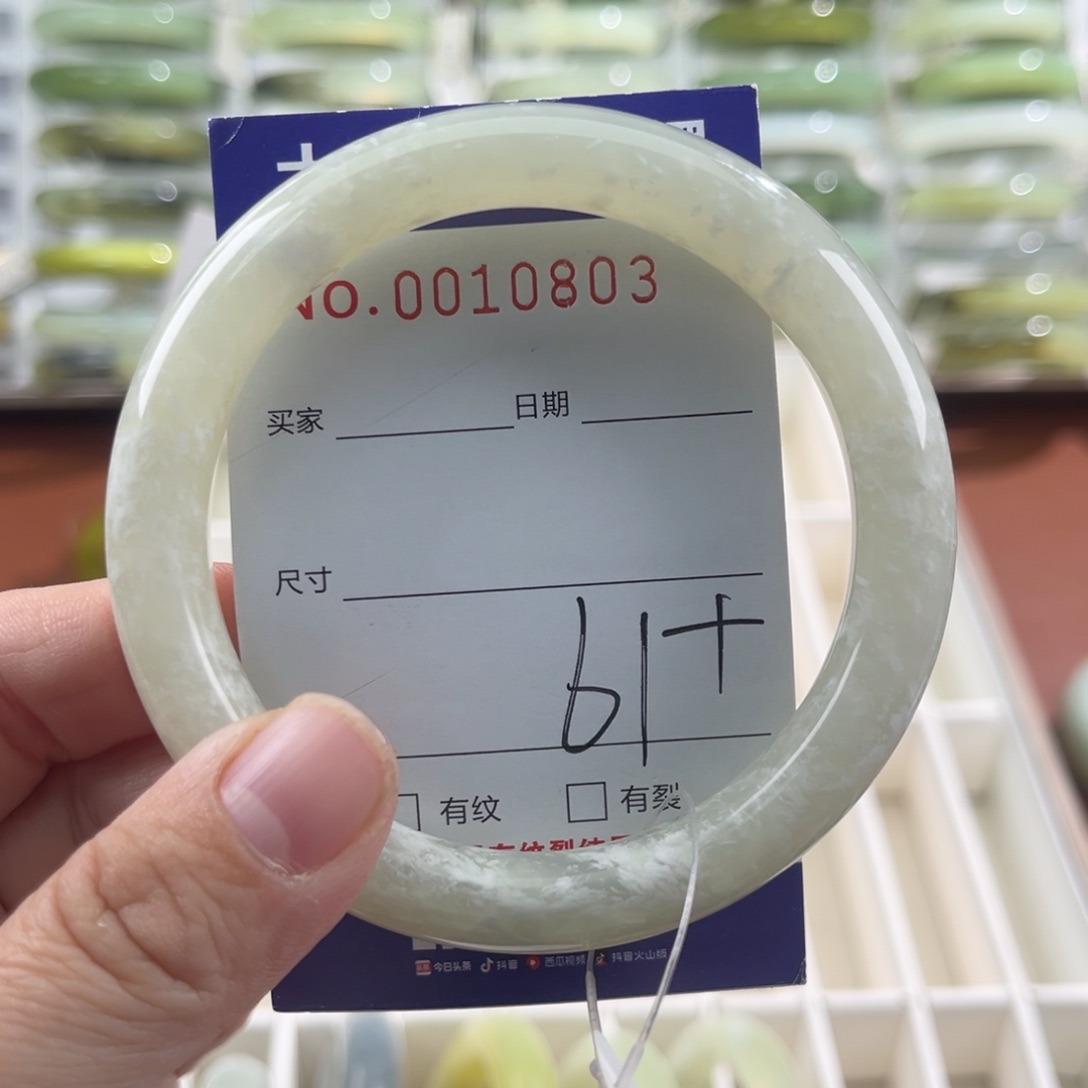 NO.0010803
买家 日期
尺寸
61+
有纹 有裂
今日头条 抖音 西瓜视频 抖音火山版